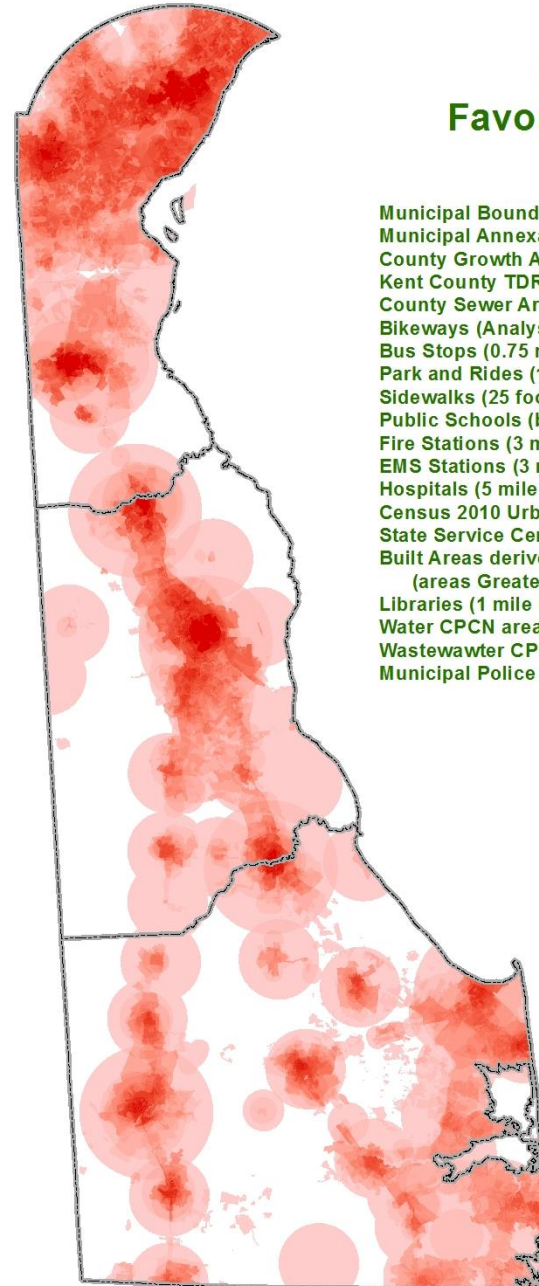 Favo
Municipal Bound
Municipal Annexa
County Growth A
Kent County TDR
County Sewer Ar
Bikeways (Analys
Bus Stops (0.75 m
Park and Rides (1
Sidewalks (25 foo
Public Schools (b
Fire Stations (3 m
EMS Stations (3 m
Hospitals (5 mile
Census 2010 Urb
State Service Cen
Built Areas derive
(areas Greate
Libraries (1 mile
Water CPCN area
Wastewawter CP
Municipal Police